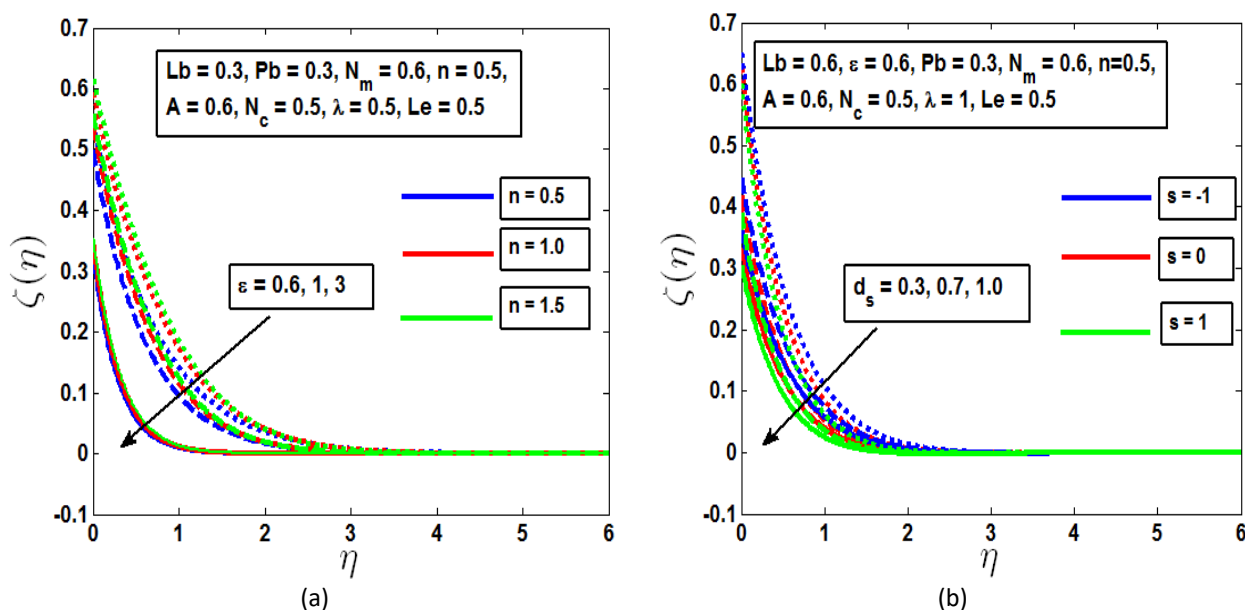 0.7
0.6
0.5
0.4
0.3
0.2
0.1
0
-0.1
ζ(η)
Lb = 0.3, Pb = 0.3, N_m = 0.6, n = 0.5,
A = 0.6, N_c = 0.5, λ = 0.5, Le = 0.5
n = 0.5
n = 1.0
n = 1.5
ε = 0.6, 1, 3
0 1 2 3 4 5 6
η
(a)
0.7
0.6
0.5
0.4
0.3
0.2
0.1
0
-0.1
ζ(η)
Lb = 0.6, ε = 0.6, Pb = 0.3, N_m = 0.6, n=0.5,
A = 0.6, N_c = 0.5, λ = 1, Le = 0.5
s = -1
s = 0
s = 1
d_s = 0.3, 0.7, 1.0
0 1 2 3 4 5 6
η
(b)